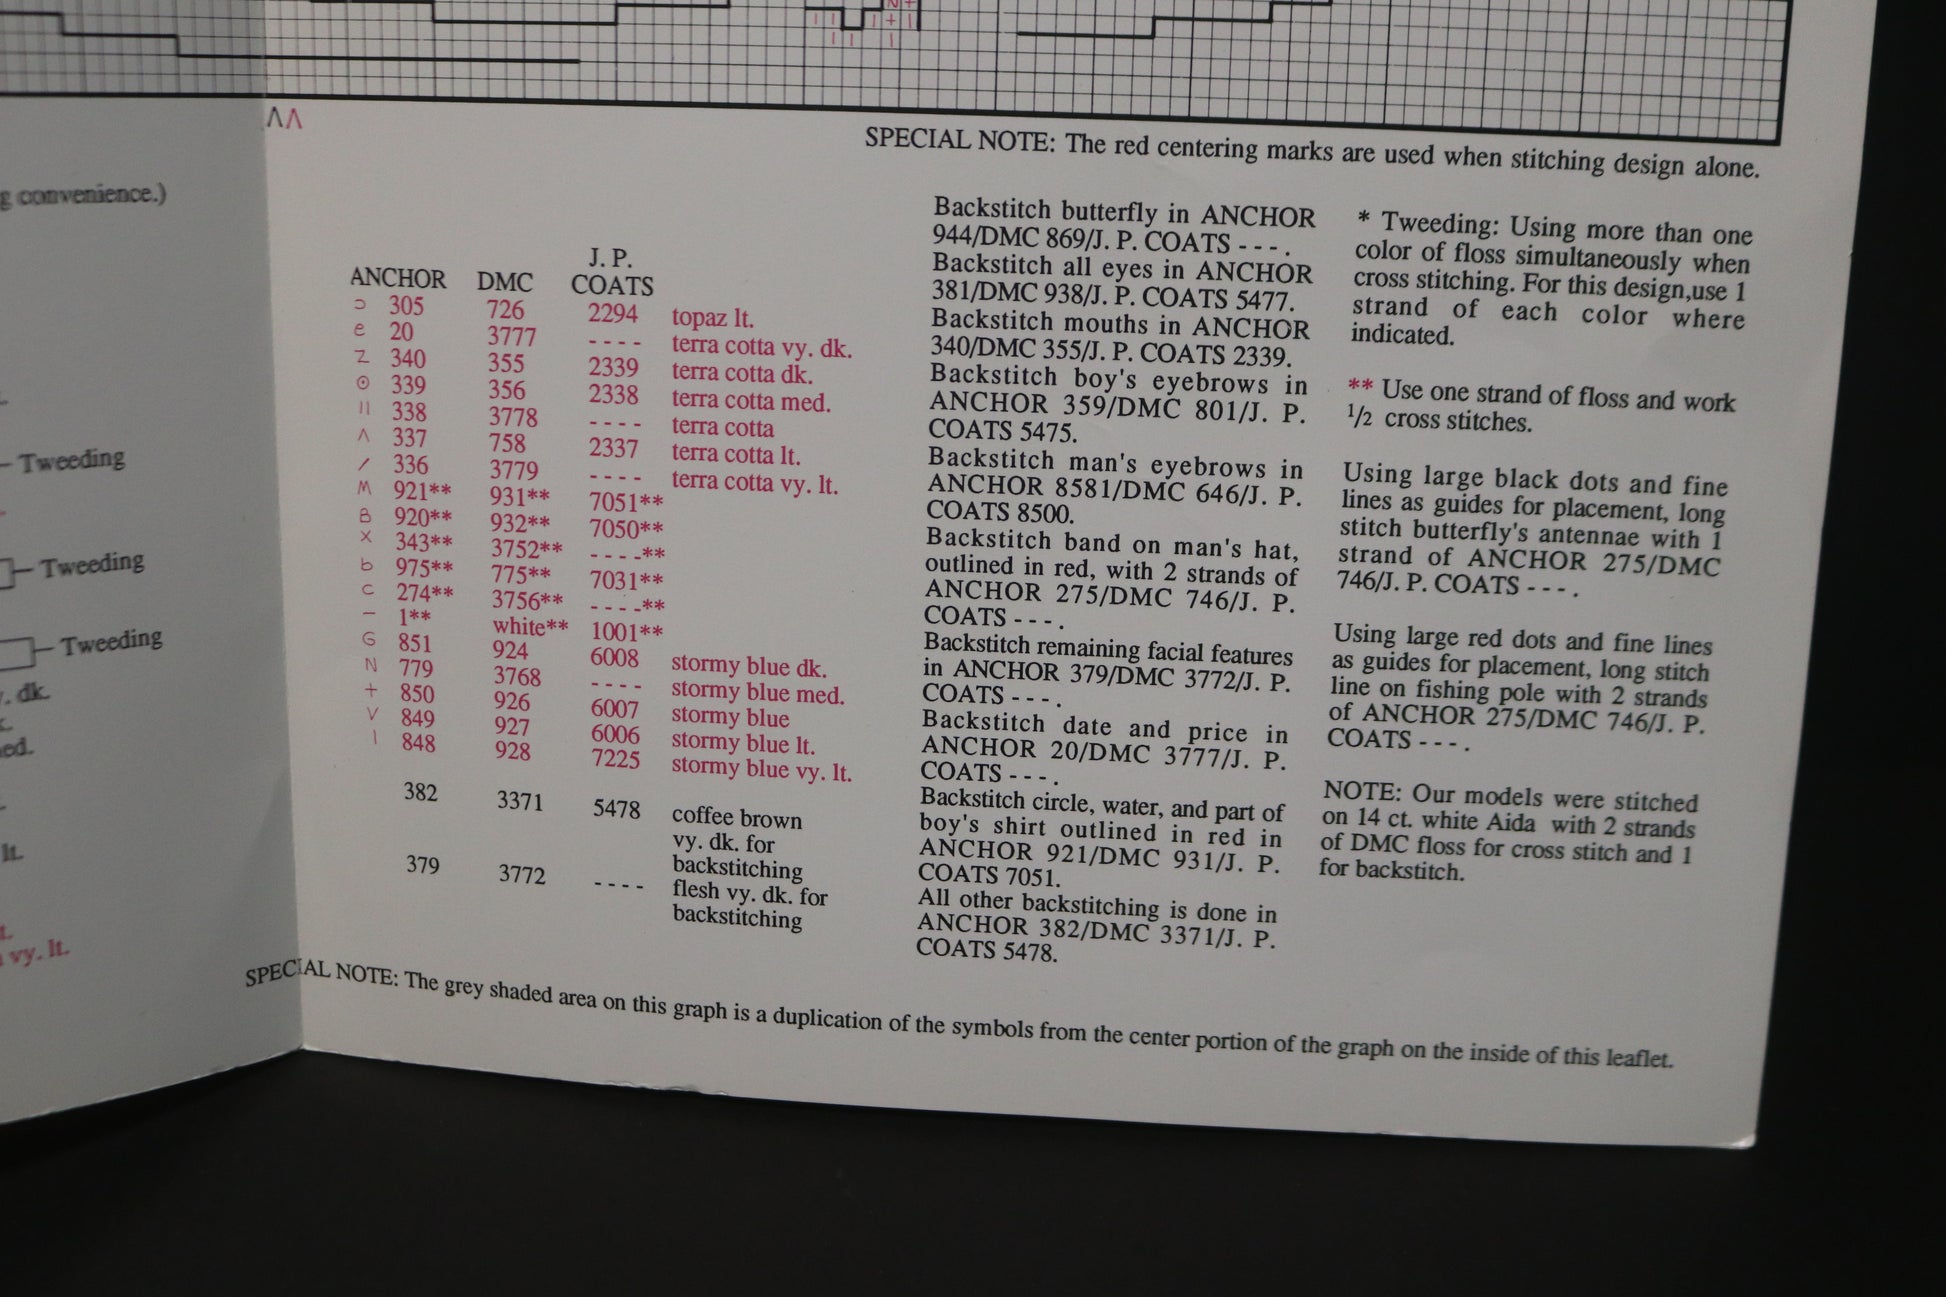 SPECIAL NOTE: The red centering marks are used when stitching design alone.
convenience.)
Tweeding
Tweeding
Tweeding
dk.
lt.
vy. lt.
ANCHOR DMC J. P. COATS
305 726 2294 topaz lt.
e 20 3777 - - - - terra cotta vy. dk.
Z 340 355 2339 terra cotta dk.
⊙ 339 356 2338 terra cotta med.
II 338 3778 - - - - terra cotta
Λ 337 758 2337 terra cotta lt.
/ 336 3779 - - - - terra cotta vy. lt.
M 921** 931** 7051**
B 920** 932** 7050**
X 343** 3752** - - - -**
b 975** 775** 7031**
c 274** 3756** - - - -**
– 1** white** 1001**
G 851 924 6008 stormy blue dk.
N 779 3768 - - - - stormy blue med.
+ 850 926 6007 stormy blue
V 849 927 6006 stormy blue lt.
| 848 928 7225 stormy blue vy. lt.
382 3371 5478 coffee brown
vy. dk. for
backstitching
379 3772 - - - - flesh vy. dk. for
backstitching
Backstitch butterfly in ANCHOR
944/DMC 869/J. P. COATS - - - .
Backstitch all eyes in ANCHOR
381/DMC 938/J. P. COATS 5477.
Backstitch mouths in ANCHOR
340/DMC 355/J. P. COATS 2339.
Backstitch boy's eyebrows in
ANCHOR 359/DMC 801/J. P.
COATS 5475.
Backstitch man's eyebrows in
ANCHOR 8581/DMC 646/J. P.
COATS 8500.
Backstitch band on man's hat,
outlined in red, with 2 strands of
ANCHOR 275/DMC 746/J. P.
COATS - - - .
Backstitch remaining facial features
in ANCHOR 379/DMC 3772/J. P.
COATS - - - .
Backstitch date and price in
ANCHOR 20/DMC 3777/J. P.
COATS - - - .
Backstitch circle, water, and part of
boy's shirt outlined in red in
ANCHOR 921/DMC 931/J. P.
COATS 7051.
All other backstitching is done in
ANCHOR 382/DMC 3371/J. P.
COATS 5478.
* Tweeding: Using more than one
color of floss simultaneously when
cross stitching. For this design,use 1
strand of each color where
indicated.
** Use one strand of floss and work
1/2 cross stitches.
Using large black dots and fine
lines as guides for placement, long
stitch butterfly's antennae with 1
strand of ANCHOR 275/DMC
746/J. P. COATS - - - .
Using large red dots and fine lines
as guides for placement, long stitch
line on fishing pole with 2 strands
of ANCHOR 275/DMC 746/J. P.
COATS - - - .
NOTE: Our models were stitched
on 14 ct. white Aida with 2 strands
of DMC floss for cross stitch and 1
for backstitch.
SPECIAL NOTE: The grey shaded area on this graph is a duplication of the symbols from the center portion of the graph on the inside of this leaflet.